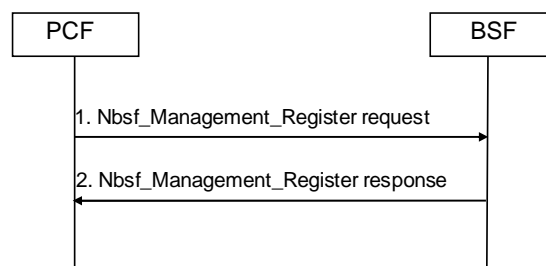 PCF
BSF
1. Nbsf_Management_Register request
2. Nbsf_Management_Register response